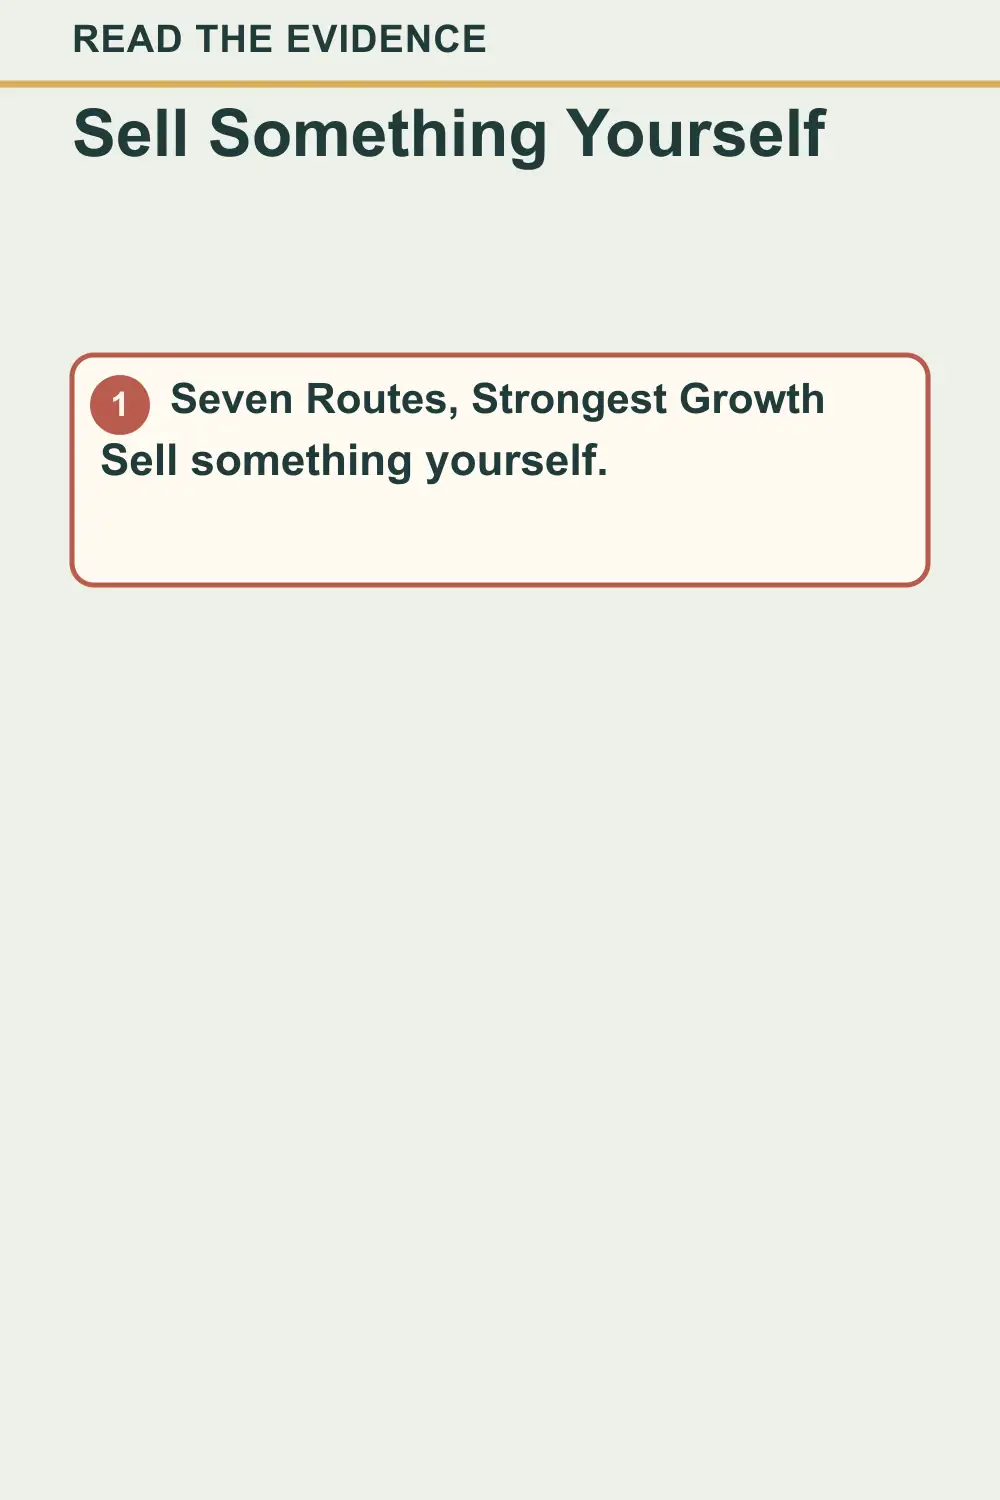 READ THE EVIDENCE
Sell Something Yourself
1 Seven Routes, Strongest Growth
Sell something yourself.